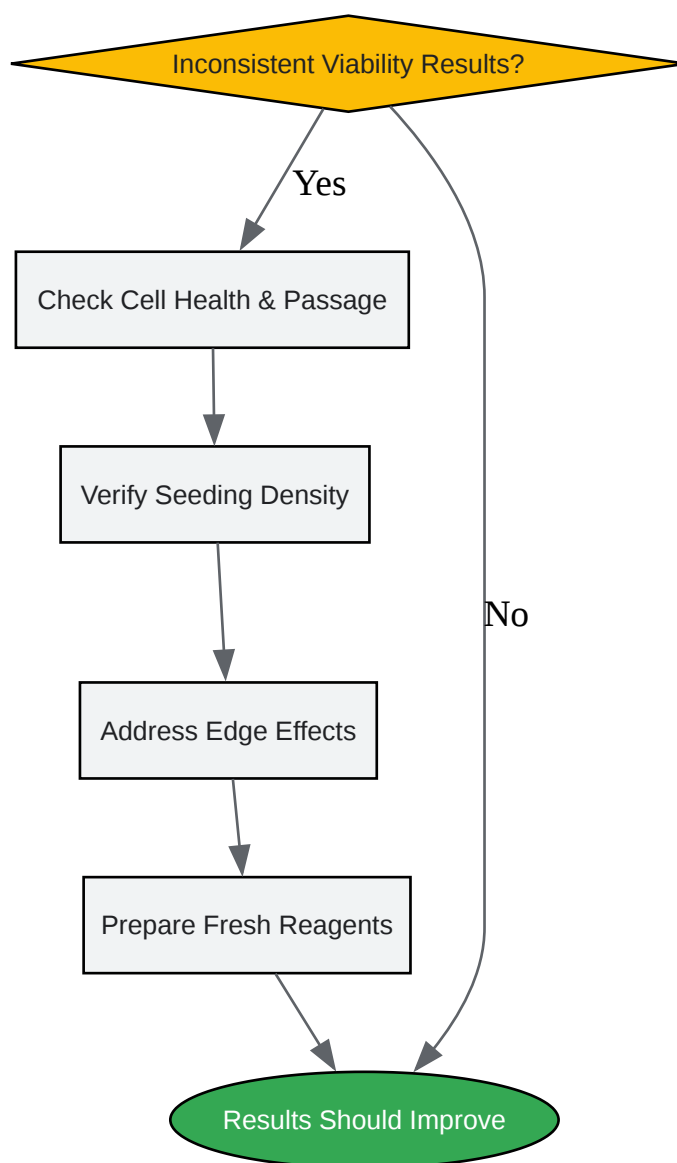 Inconsistent Viability Results?
Yes
Check Cell Health & Passage
Verify Seeding Density
No
Address Edge Effects
Prepare Fresh Reagents
Results Should Improve